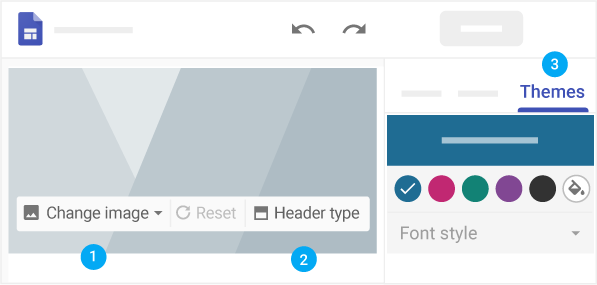 3
Themes
Change image
Reset
Header type
Font style
1
2